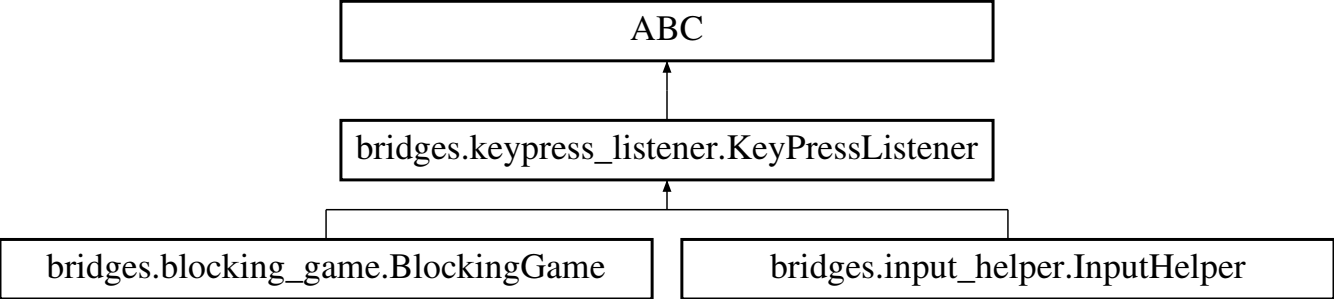 ABC
bridges.keypress_listener.KeyPressListener
bridges.blocking_game.BlockingGame
bridges.input_helper.InputHelper